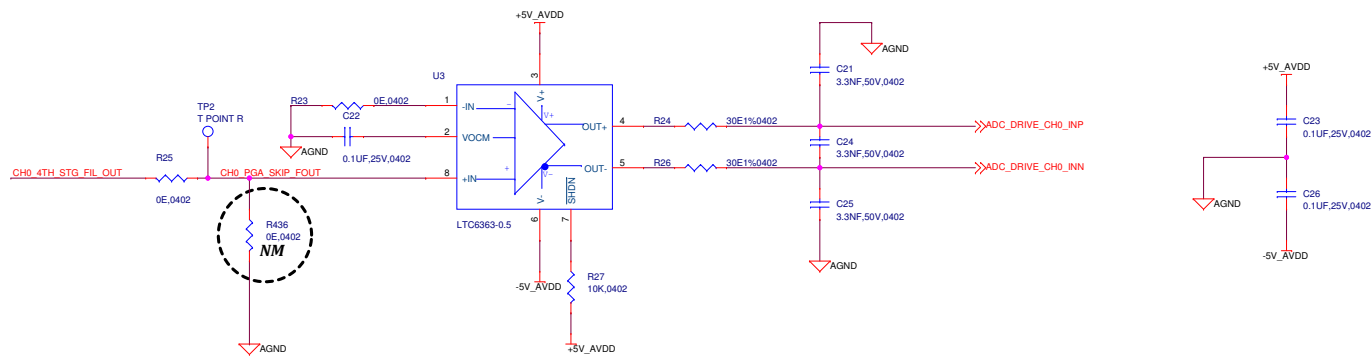 +5V_AVDD
AGND
C21
3.3NF,50V,0402
U3
3
R23
0E,0402
1
-IN
V+
V+
TP2
T POINT R
C22
2
VOCM
OUT+
4
R24
30E1%0402
ADC_DRIVE_CH0_INP
AGND
0.1UF,25V,0402
C24
3.3NF,50V,0402
R25
OUT-
5
R26
30E1%0402
ADC_DRIVE_CH0_INN
CH0_4TH_STG_FIL_OUT
CH0_PGA_SKIP_FOUT
8
+IN
V-
0E,0402
V-
SHDN
C25
3.3NF,50V,0402
R436
0E,0402
NM
LTC6363-0.5
6
7
AGND
R27
10K,0402
-5V_AVDD
AGND
+5V_AVDD
+5V_AVDD
C23
0.1UF,25V,0402
C26
0.1UF,25V,0402
AGND
-5V_AVDD